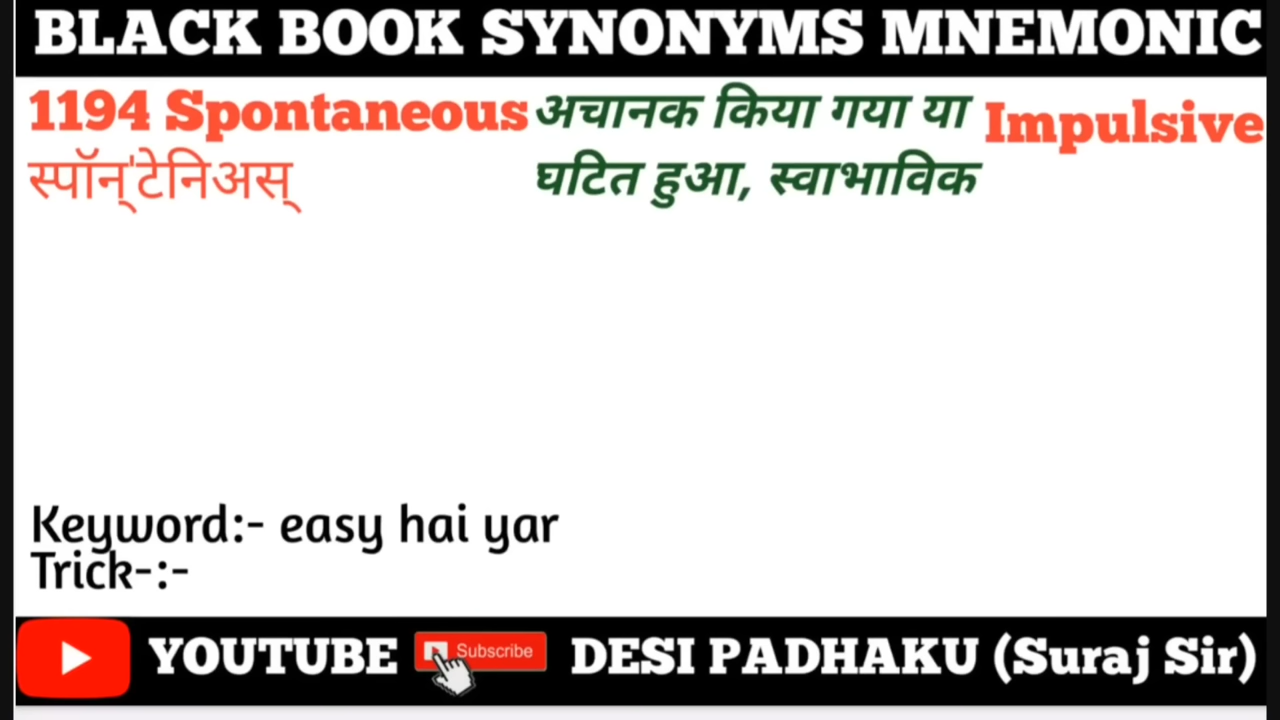 BLACK BOOK SYNONYMS MNEMONIC
1194 Spontaneous अचानक किया गया या Impulsive
स्पॉन्'टेनिअस् घटित हुआ, स्वाभाविक
Keyword:- easy hai yar
Trick-:-
YOUTUBE Subscribe DESI PADHAKU (Suraj Sir)